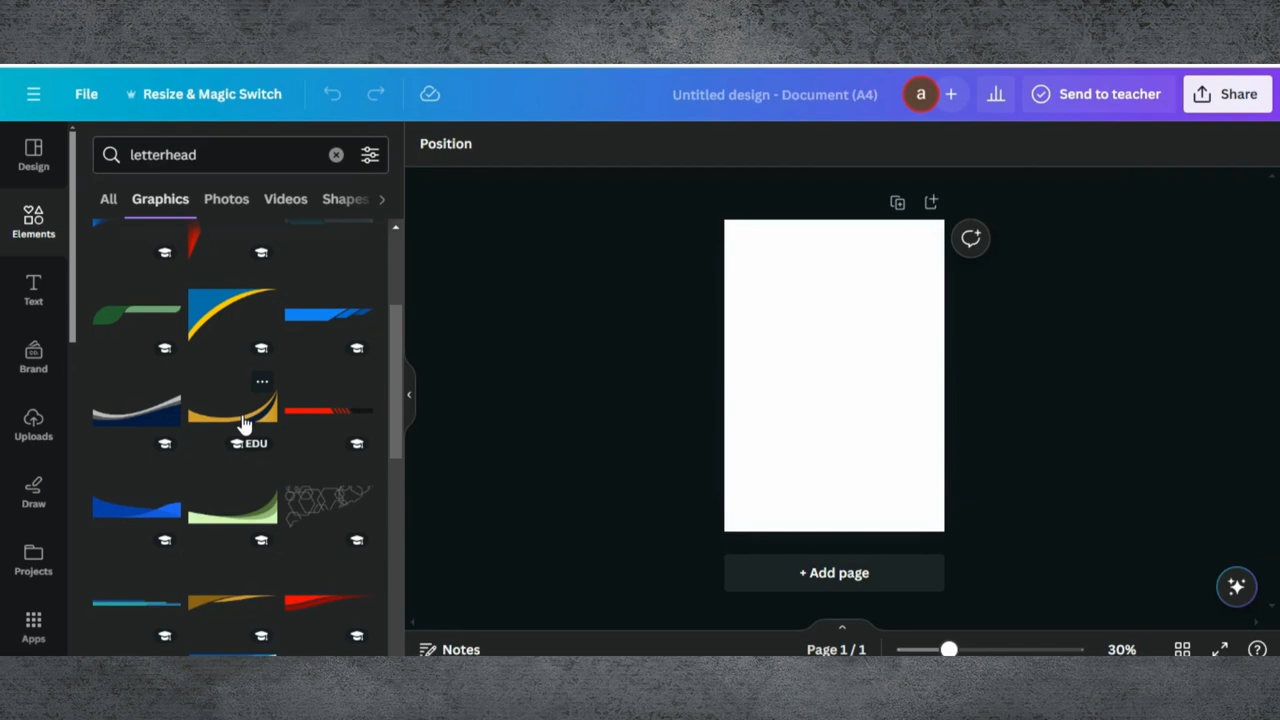 File
Resize & Magic Switch
Untitled design - Document (A4)
a
+
Send to teacher
Share
Design
Elements
Text
CO.
Brand
Uploads
Draw
Projects
Apps
letterhead
All
Graphics
Photos
Videos
Shapes
EDU
Position
+ Add page
Notes
Page 1 / 1
30%